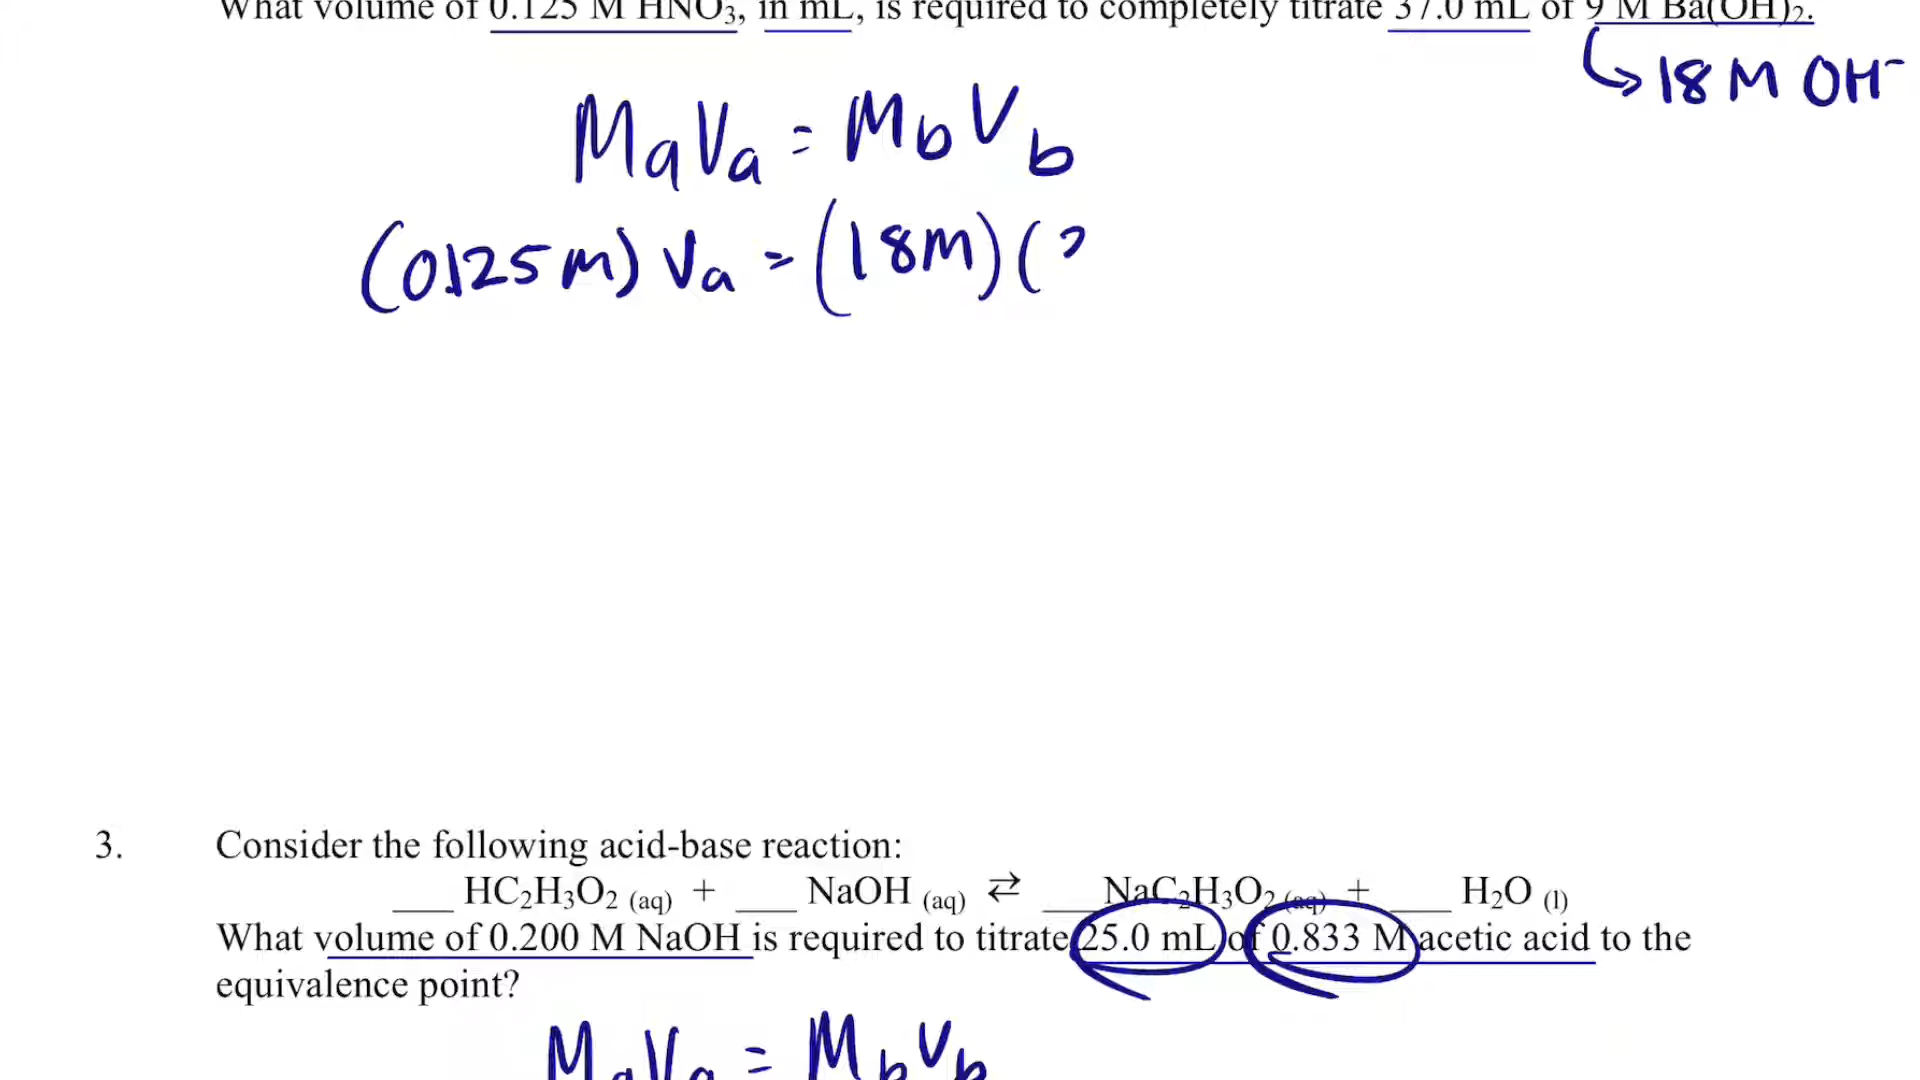 What volume of 0.125 M HNO₃, in mL, is required to completely titrate 37.0 mL of 9 M Ba(OH)₂.
↳ 18 M OH⁻
MaVa = MbVb
(0.125 M) Va = (18M) (
3. Consider the following acid-base reaction:
___ HC₂H₃O₂ (aq) + ___ NaOH (aq) ⇄ ___ NaC₂H₃O₂ (aq) + ___ H₂O (l)
What volume of 0.200 M NaOH is required to titrate 25.0 mL of 0.833 M acetic acid to the
equivalence point?
MaVa = MbVb